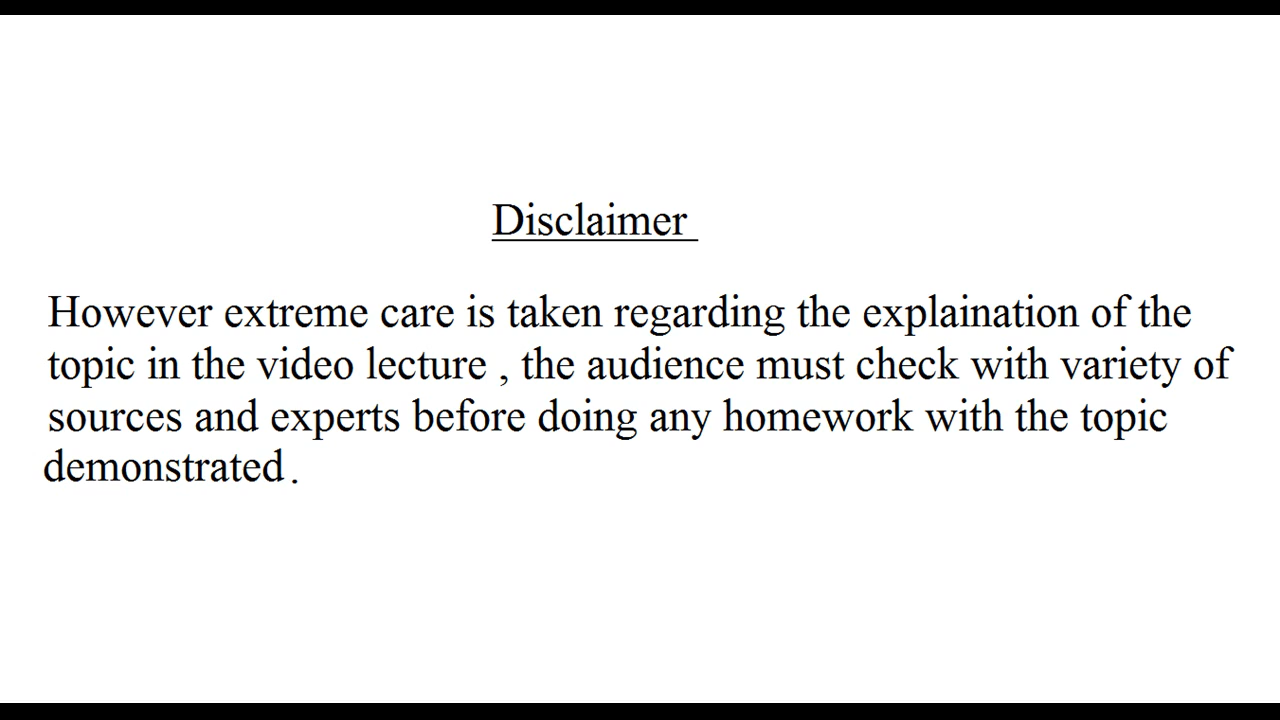 Disclaimer
However extreme care is taken regarding the explaination of the
topic in the video lecture , the audience must check with variety of
sources and experts before doing any homework with the topic
demonstrated .